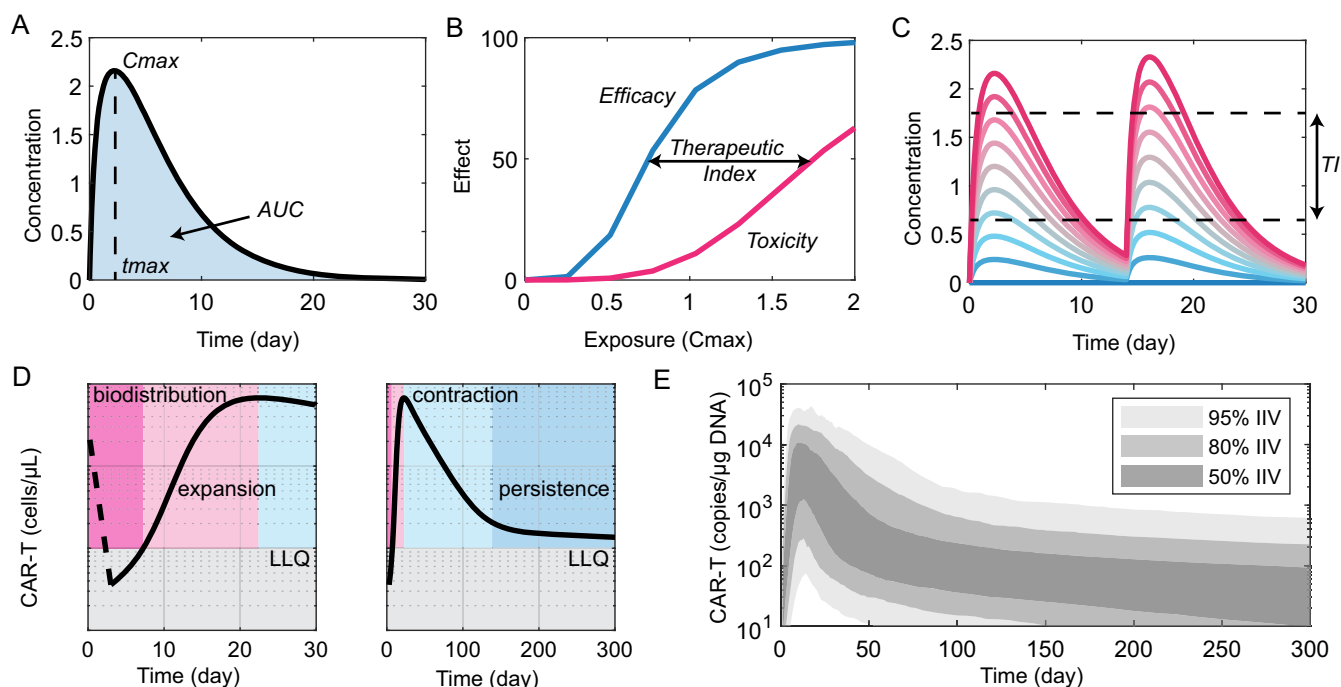 A
2.5
2
1.5
1
0.5
0
Concentration
Cmax
AUC
tmax
0
10
20
30
Time (day)
B
100
50
0
Effect
Efficacy
Therapeutic
Index
Toxicity
0
0.5
1
1.5
2
Exposure (Cmax)
C
2.5
2
1.5
1
0.5
0
Concentration
TI
0
10
20
30
Time (day)
D
CAR-T (cells/µL)
biodistribution
expansion
LLQ
0
10
20
30
Time (day)
contraction
persistence
LLQ
0
100
200
300
Time (day)
E
CAR-T (copies/µg DNA)
10^5
10^4
10^3
10^2
10^1
95% IIV
80% IIV
50% IIV
0
50
100
150
200
250
300
Time (day)